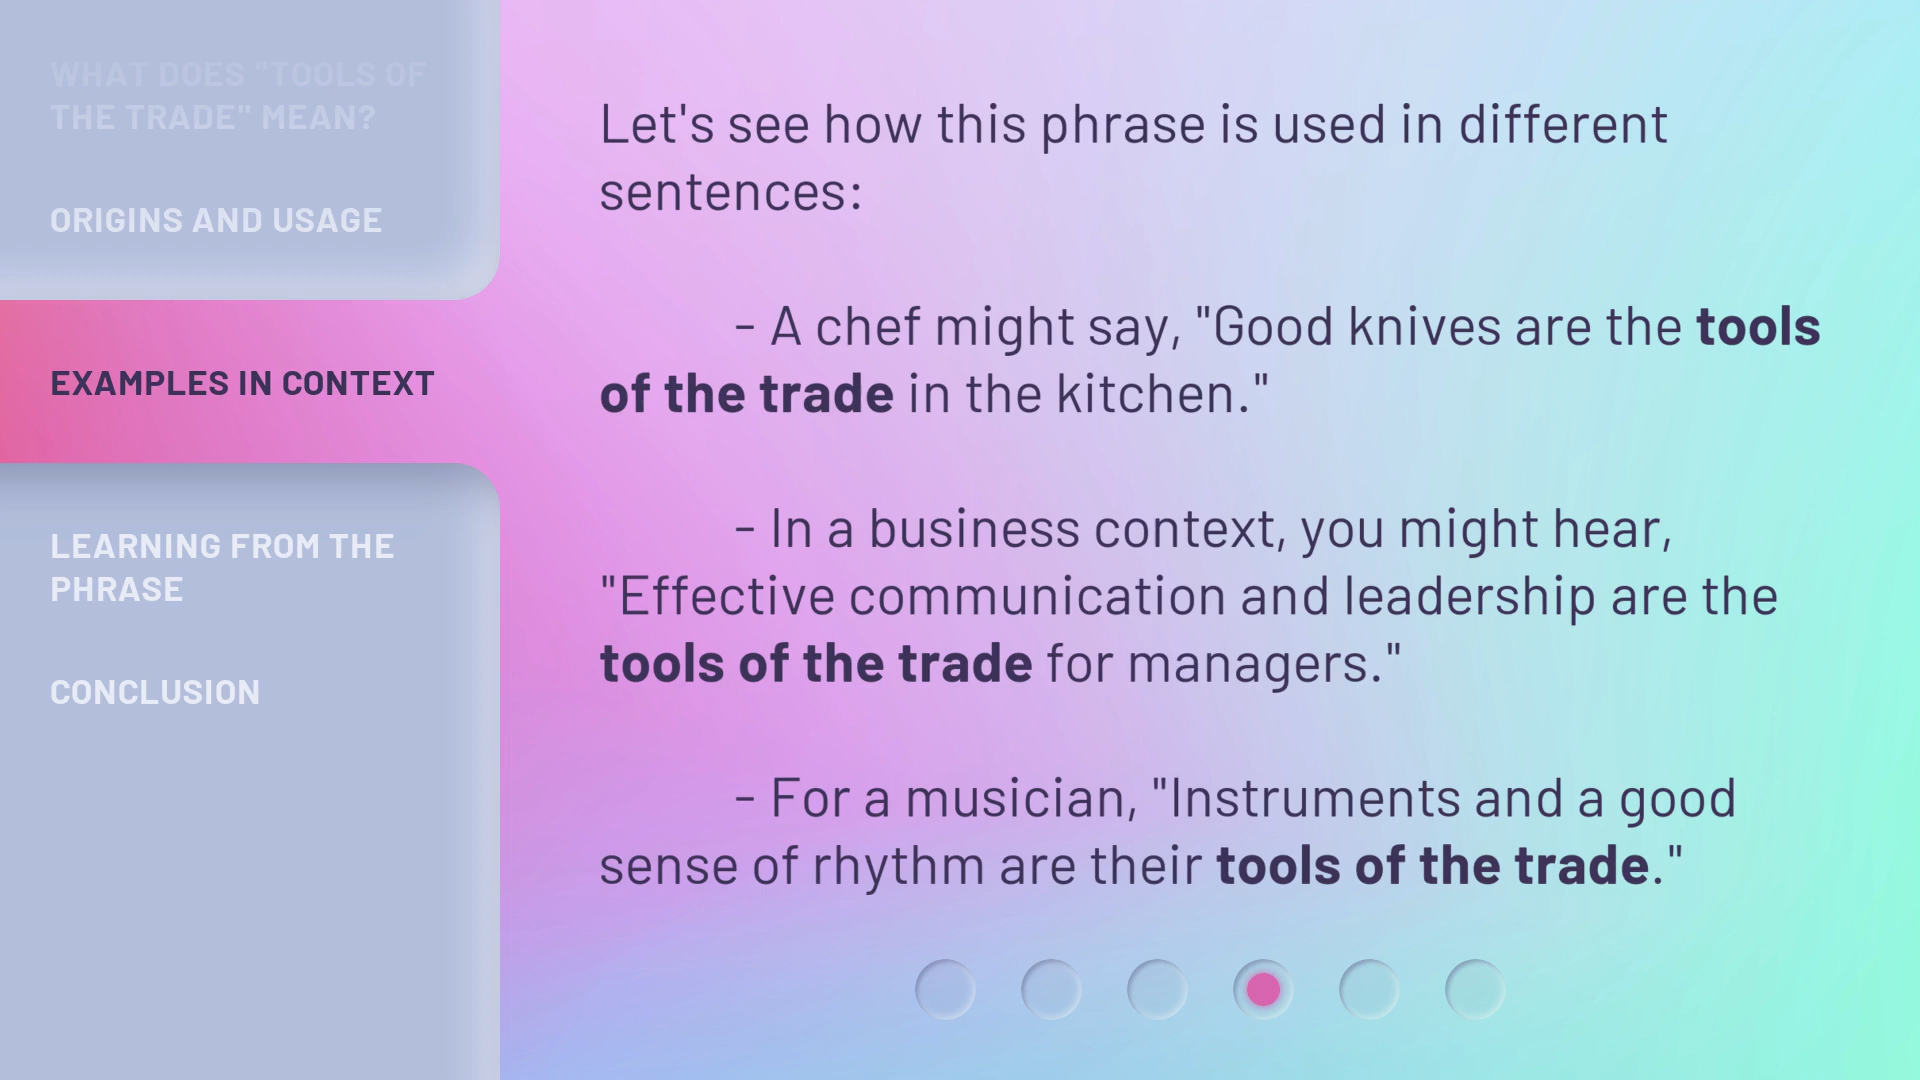 WHAT DOES "TOOLS OF
THE TRADE" MEAN?
ORIGINS AND USAGE
EXAMPLES IN CONTEXT
LEARNING FROM THE
PHRASE
CONCLUSION
Let's see how this phrase is used in different
sentences:
- A chef might say, "Good knives are the tools
of the trade in the kitchen."
- In a business context, you might hear,
"Effective communication and leadership are the
tools of the trade for managers."
- For a musician, "Instruments and a good
sense of rhythm are their tools of the trade."